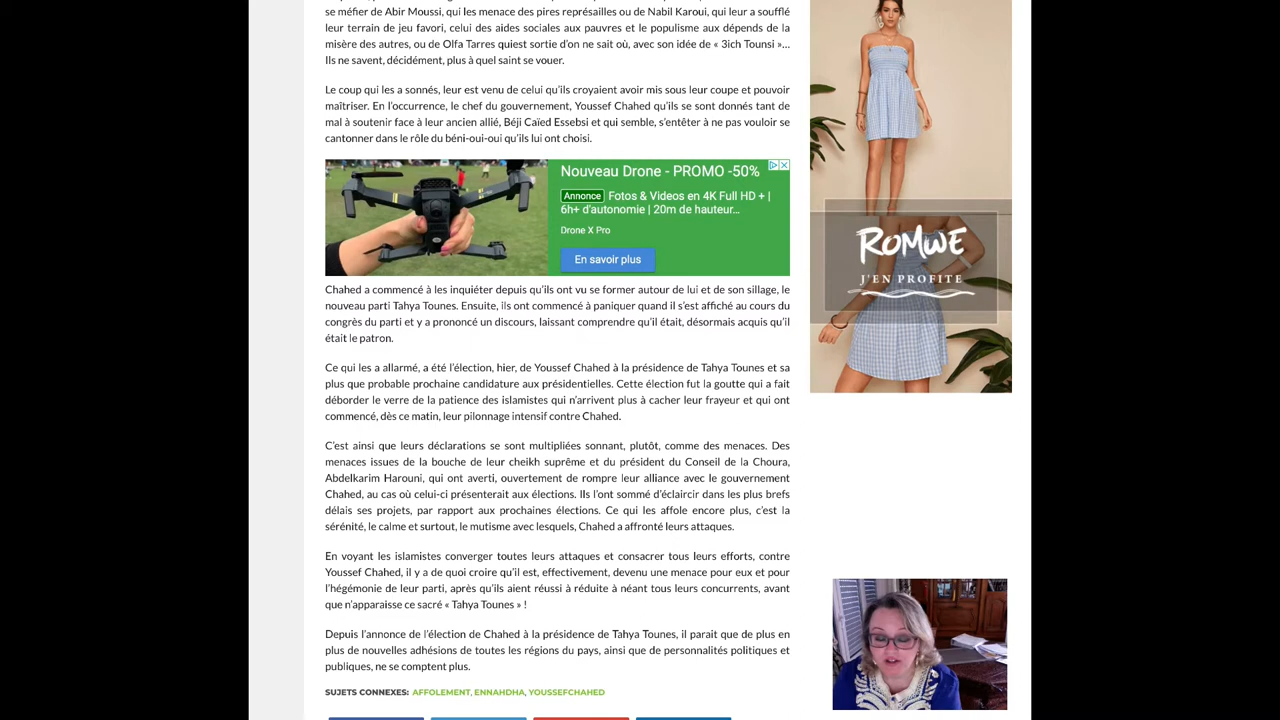 se méfier de Abir Moussi, qui les menace des pires représailles ou de Nabil Karoui, qui leur a soufflé
leur terrain de jeu favori, celui des aides sociales aux pauvres et le populisme aux dépends de la
misère des autres, ou de Olfa Tarres quiest sortie d’on ne sait où, avec son idée de « 3ich Tounsi »…
Ils ne savent, décidément, plus à quel saint se vouer.
Le coup qui les a sonnés, leur est venu de celui qu’ils croyaient avoir mis sous leur coupe et pouvoir
maîtriser. En l’occurrence, le chef du gouvernement, Youssef Chahed qu’ils se sont donnés tant de
mal à soutenir face à leur ancien allié, Béji Caïed Essebsi et qui semble, s’entêter à ne pas vouloir se
cantonner dans le rôle du béni-oui-oui qu’ils lui ont choisi.
Nouveau Drone - PROMO -50%
Annonce Fotos & Videos en 4K Full HD + |
6h+ d'autonomie | 20m de hauteur...
Drone X Pro
En savoir plus
Chahed a commencé à les inquiéter depuis qu’ils ont vu se former autour de lui et de son sillage, le
nouveau parti Tahya Tounes. Ensuite, ils ont commencé à paniquer quand il s’est affiché au cours du
congrès du parti et y a prononcé un discours, laissant comprendre qu’il était, désormais acquis qu’il
était le patron.
Ce qui les a allarmé, a été l’élection, hier, de Youssef Chahed à la présidence de Tahya Tounes et sa
plus que probable prochaine candidature aux présidentielles. Cette élection fut la goutte qui a fait
déborder le verre de la patience des islamistes qui n’arrivent plus à cacher leur frayeur et qui ont
commencé, dès ce matin, leur pilonnage intensif contre Chahed.
C’est ainsi que leurs déclarations se sont multipliées sonnant, plutôt, comme des menaces. Des
menaces issues de la bouche de leur cheikh suprême et du président du Conseil de la Choura,
Abdelkarim Harouni, qui ont averti, ouvertement de rompre leur alliance avec le gouvernement
Chahed, au cas où celui-ci présenterait aux élections. Ils l’ont sommé d’éclaircir dans les plus brefs
délais ses projets, par rapport aux prochaines élections. Ce qui les affole encore plus, c’est la
sérénité, le calme et surtout, le mutisme avec lesquels, Chahed a affronté leurs attaques.
En voyant les islamistes converger toutes leurs attaques et consacrer tous leurs efforts, contre
Youssef Chahed, il y a de quoi croire qu’il est, effectivement, devenu une menace pour eux et pour
l’hégémonie de leur parti, après qu’ils aient réussi à réduite à néant tous leurs concurrents, avant
que n’apparaisse ce sacré « Tahya Tounes » !
Depuis l’annonce de l’élection de Chahed à la présidence de Tahya Tounes, il parait que de plus en
plus de nouvelles adhésions de toutes les régions du pays, ainsi que de personnalités politiques et
publiques, ne se comptent plus.
SUJETS CONNEXES: AFFOLEMENT, ENNAHDHA, YOUSSEFCHAHED
ROMWE
J'EN PROFITE